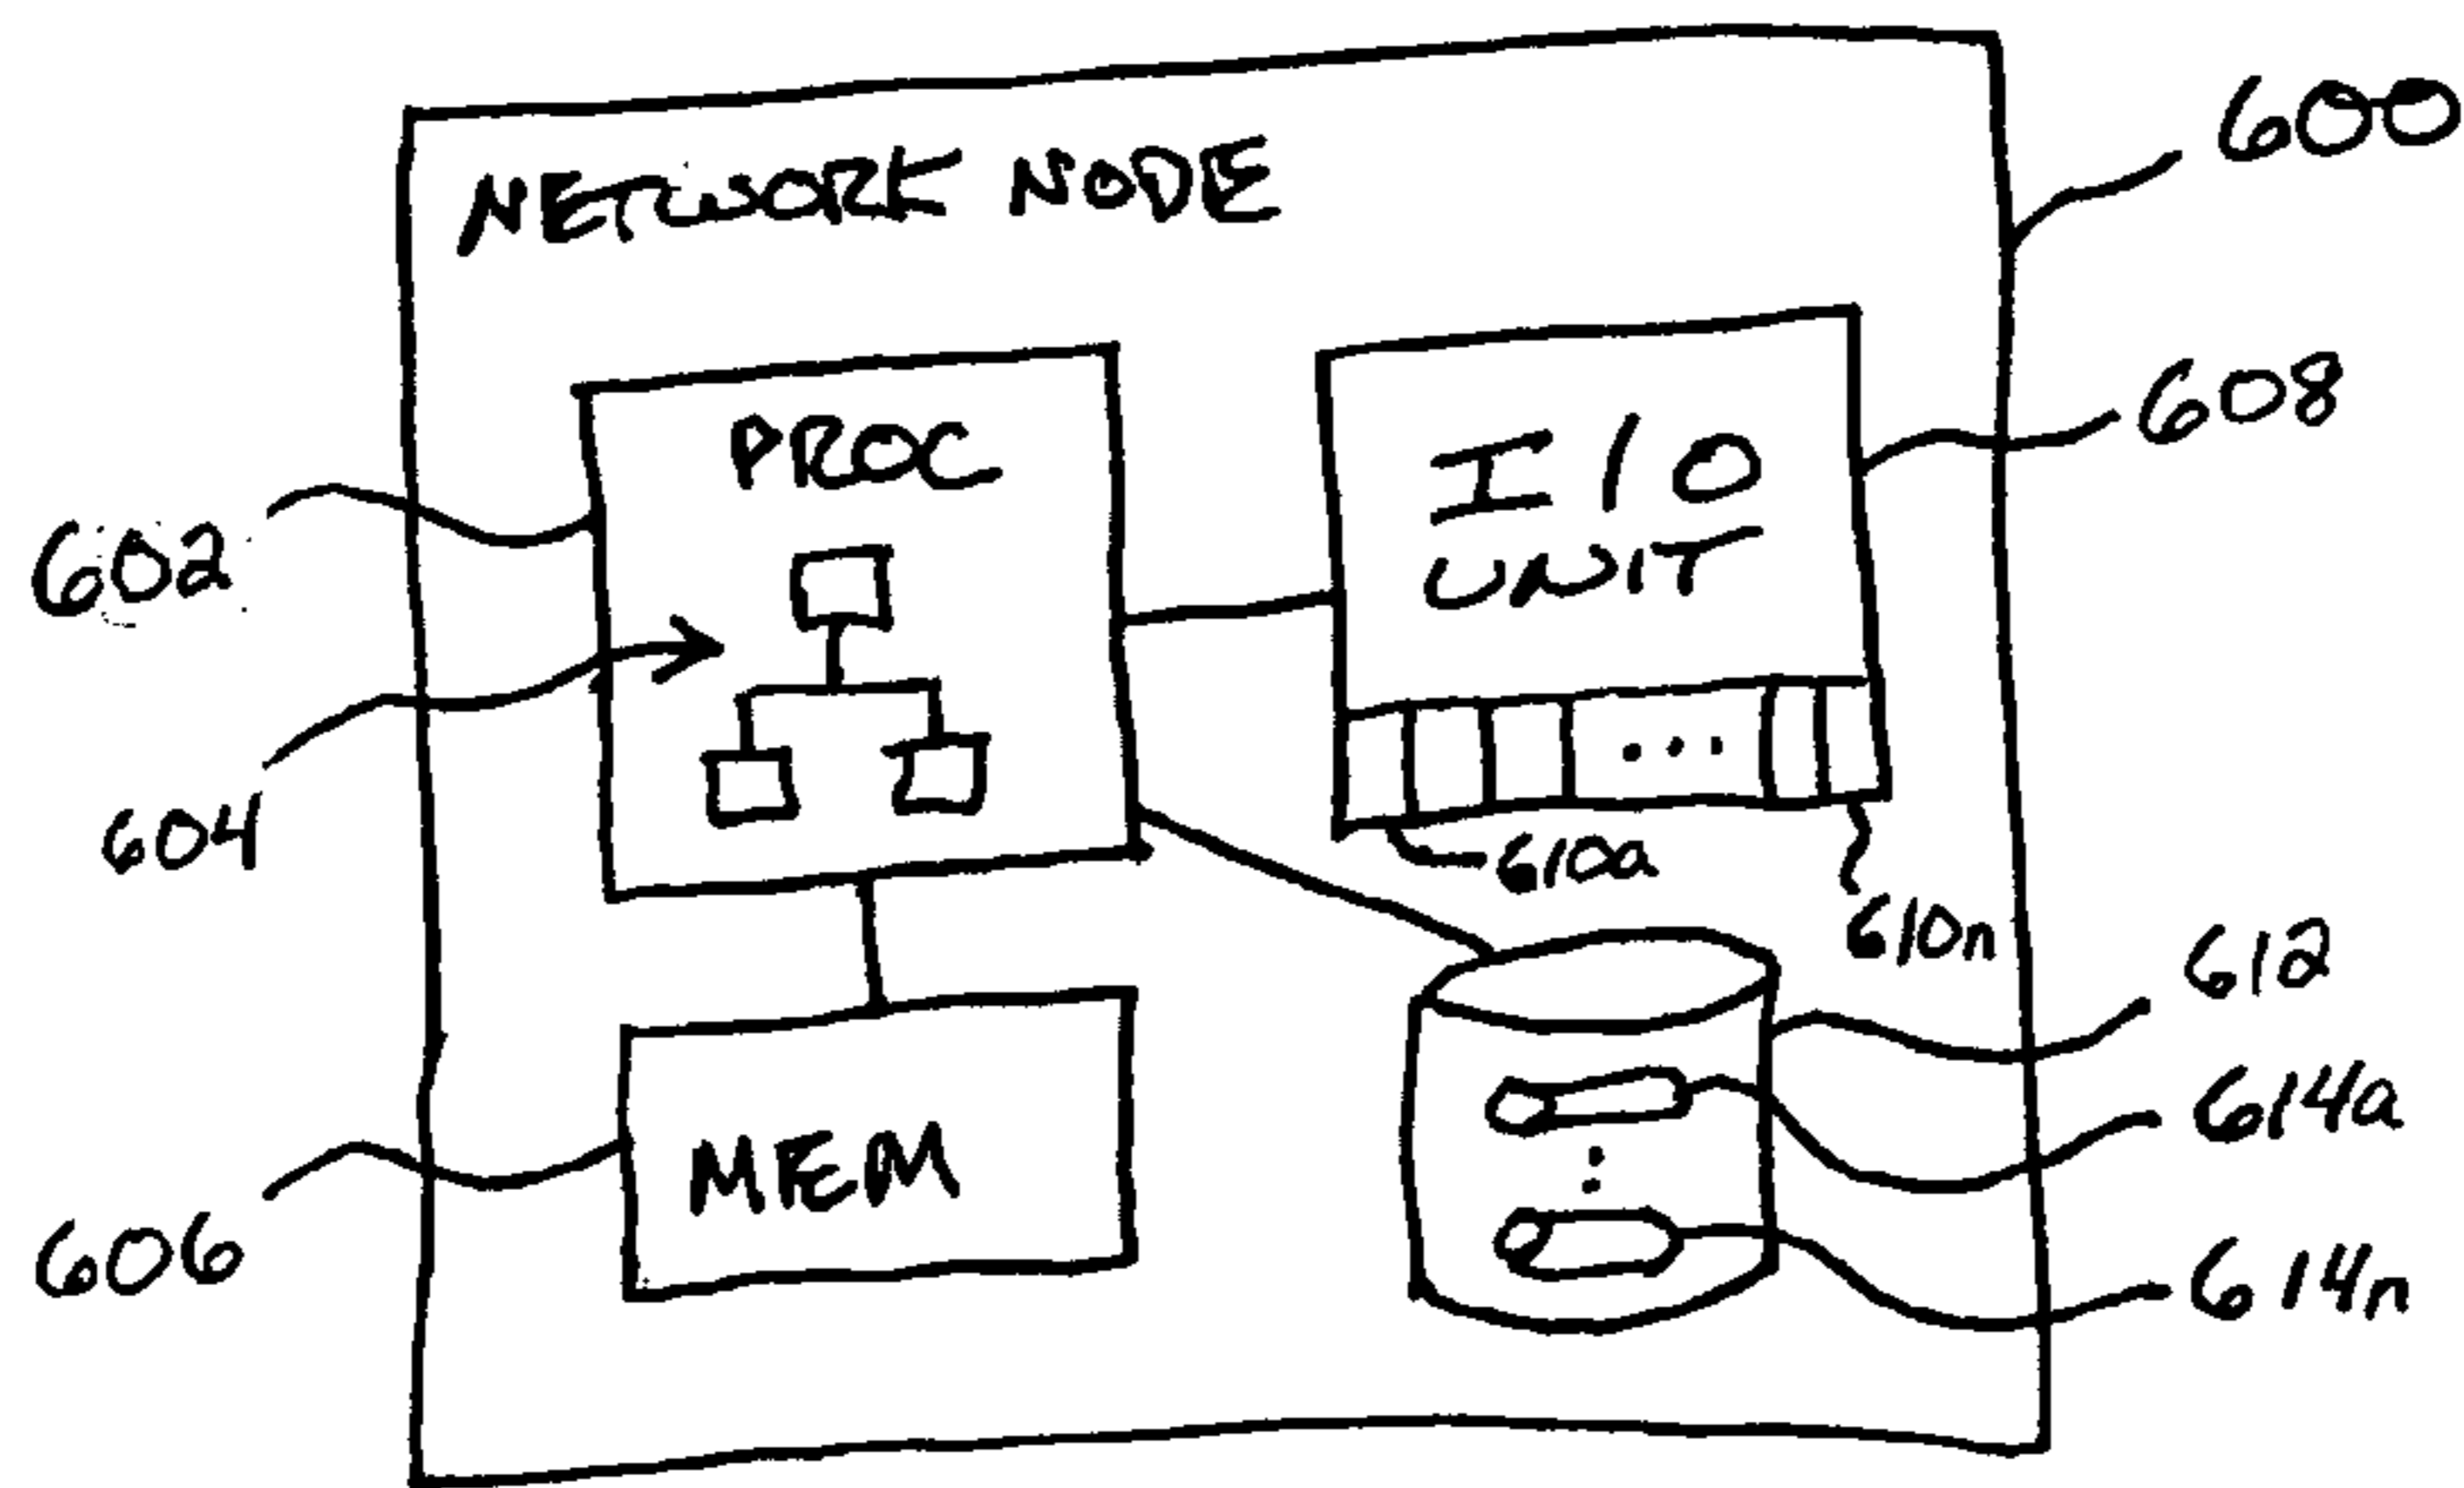 NETWORK NODE
600
PROC
I/O
UNIT
608
602
604
610a
610n
612
614a
MEM
606
614n